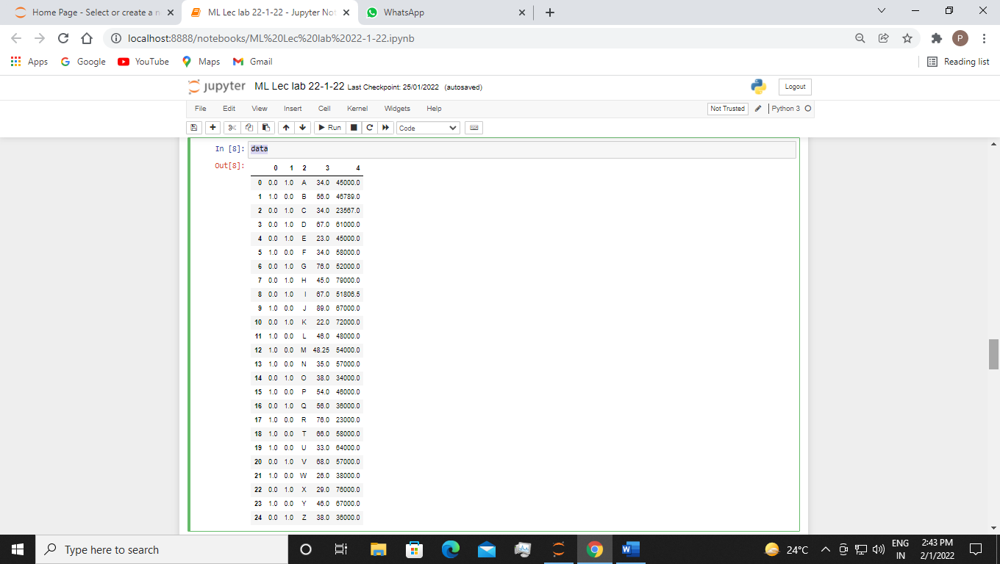 Home Page - Select or create a n
ML Lec lab 22-1-22 - Jupyter Not
WhatsApp
localhost:8888/notebooks/ML%20Lec%20lab%2022-1-22.ipynb
P
Apps Google YouTube Maps Gmail Reading list
jupyter ML Lec lab 22-1-22 Last Checkpoint: 25/01/2022 (autosaved) Logout
File Edit View Insert Cell Kernel Widgets Help Not Trusted Python 3
Run Code
In [8]: data
Out[8]:
0 1 2 3 4
0 0.0 1.0 A 34.0 45000.0
1 1.0 0.0 B 56.0 46789.0
2 0.0 1.0 C 34.0 23567.0
3 0.0 1.0 D 67.0 61000.0
4 0.0 1.0 E 23.0 45000.0
5 1.0 0.0 F 34.0 58000.0
6 0.0 1.0 G 76.0 52000.0
7 0.0 1.0 H 45.0 79000.0
8 0.0 1.0 I 67.0 51806.5
9 1.0 0.0 J 89.0 67000.0
10 0.0 1.0 K 22.0 72000.0
11 1.0 0.0 L 46.0 48000.0
12 1.0 0.0 M 48.25 54000.0
13 1.0 0.0 N 35.0 57000.0
14 0.0 1.0 O 38.0 34000.0
15 1.0 0.0 P 54.0 46000.0
16 0.0 1.0 Q 56.0 36000.0
17 1.0 0.0 R 76.0 23000.0
18 1.0 0.0 T 66.0 58000.0
19 1.0 0.0 U 33.0 64000.0
20 0.0 1.0 V 68.0 57000.0
21 1.0 0.0 W 26.0 38000.0
22 0.0 1.0 X 29.0 76000.0
23 1.0 0.0 Y 46.0 67000.0
24 0.0 1.0 Z 38.0 36000.0
Type here to search
24°C
ENG
IN
2:43 PM
2/1/2022